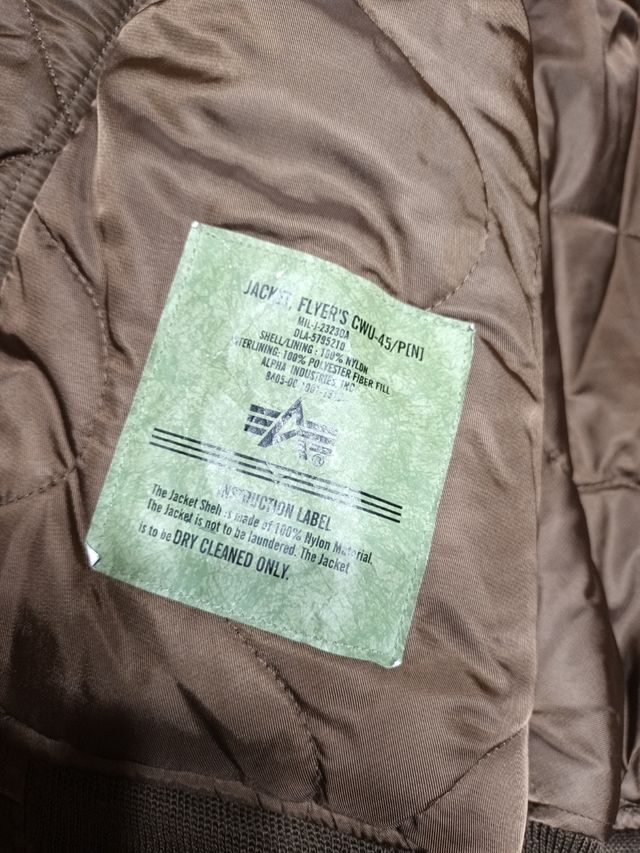 JACKET, FLYER'S CWU-45/P[N]
MIL-J-23230A
DLA-5785210
SHELL/LINING : 100% NYLON
INTERLINING: 100% POLYESTER FIBER FILL
ALPHA INDUSTRIES, INC
8405-00
A
®
INSTRUCTION LABEL
The Jacket Shell is made of 100% Nylon Material.
The Jacket is not to be laundered. The Jacket
is to be DRY CLEANED ONLY.